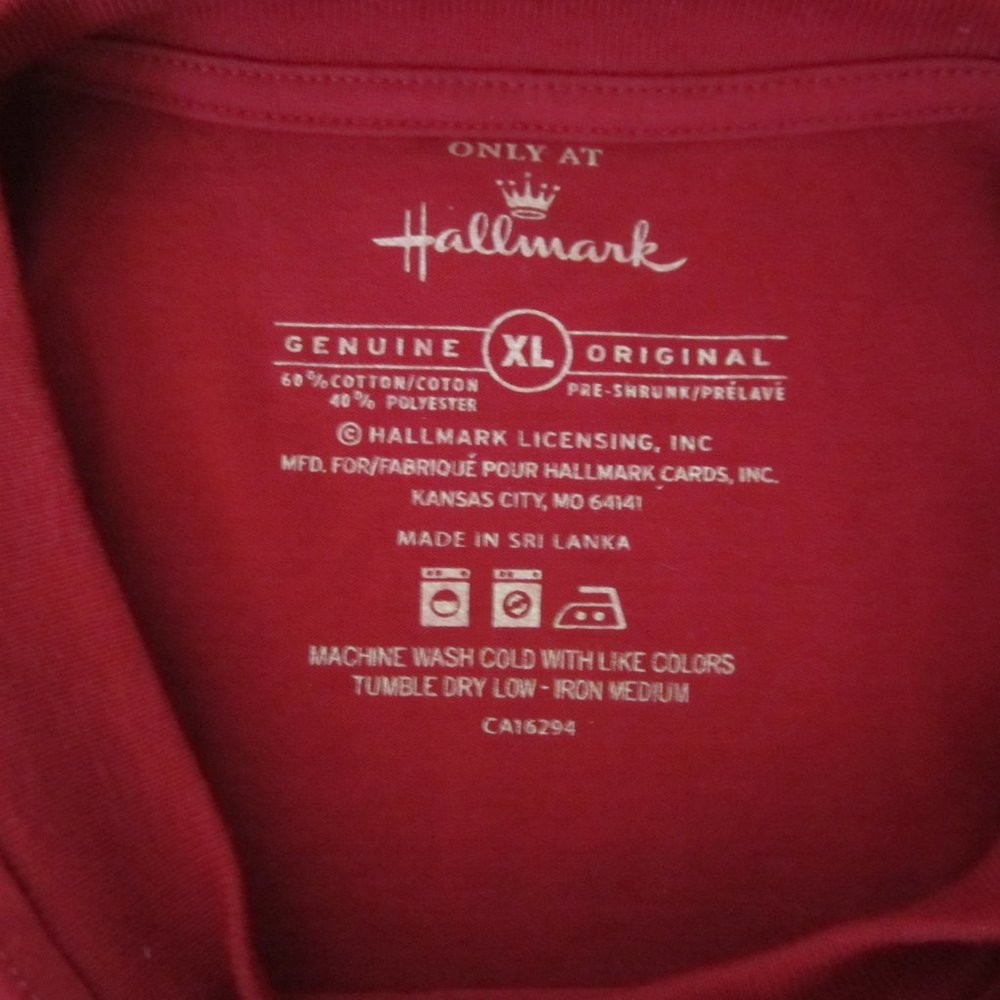 ONLY AT
Hallmark
GENUINE XL ORIGINAL
60% COTTON/COTON PRE-SHRUNK/PRÉLAVÉ
40% POLYESTER
© HALLMARK LICENSING, INC
MFD. FOR/FABRIQUÉ POUR HALLMARK CARDS, INC.
KANSAS CITY, MO 64141
MADE IN SRI LANKA
MACHINE WASH COLD WITH LIKE COLORS
TUMBLE DRY LOW - IRON MEDIUM
CA16294